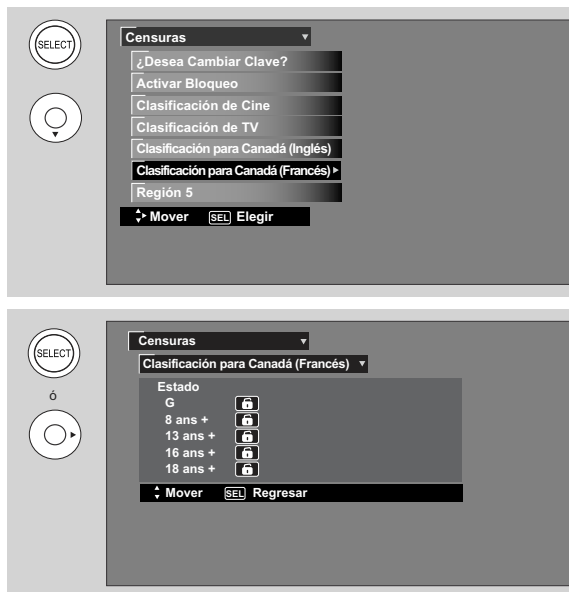 SELECT
Censuras
¿Desea Cambiar Clave?
Activar Bloqueo
Clasificación de Cine
Clasificación de TV
Clasificación para Canadá (Inglés)
Clasificación para Canadá (Francés)
Región 5
Mover SEL Elegir
SELECT
ó
Censuras
Clasificación para Canadá (Francés)
Estado
G
8 ans +
13 ans +
16 ans +
18 ans +
Mover SEL Regresar